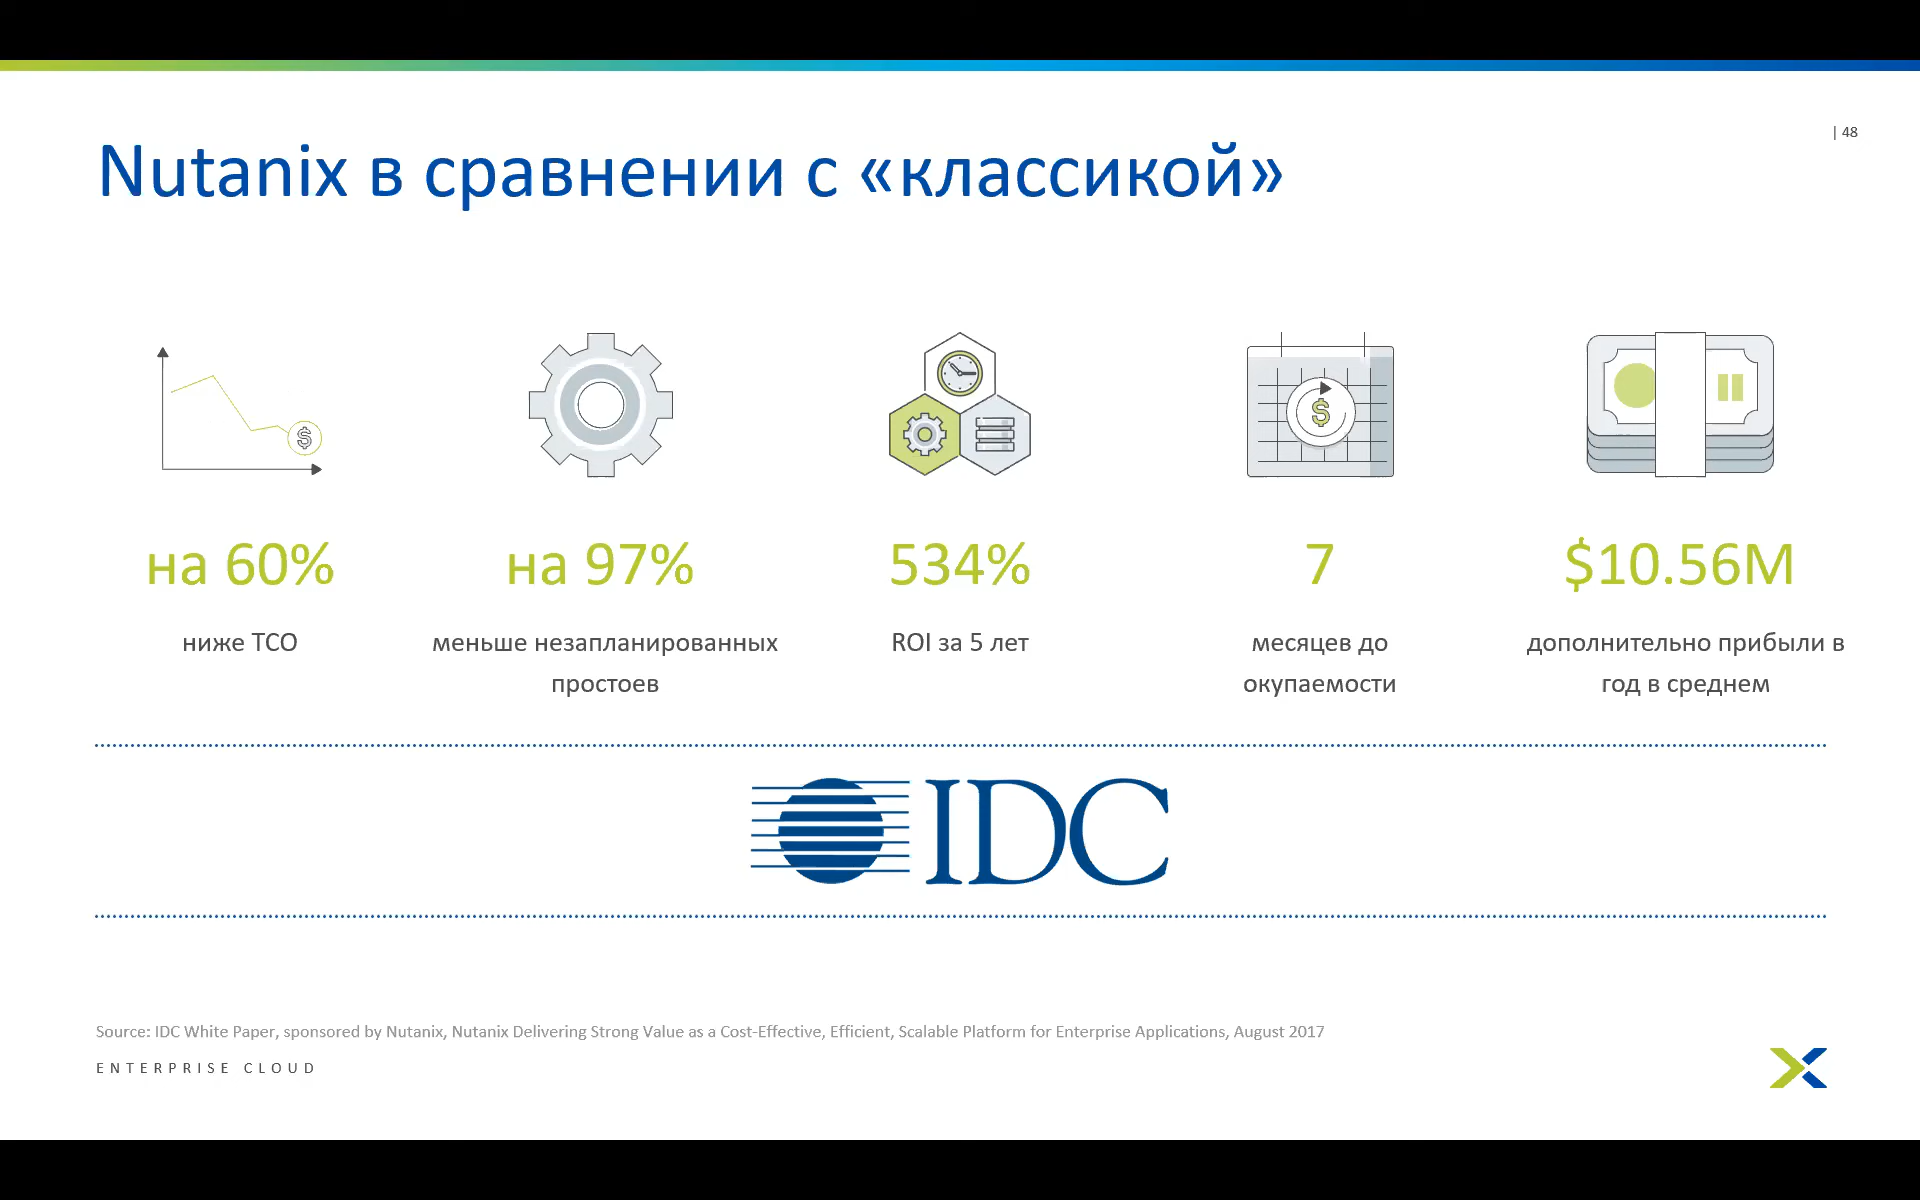 | 48
Nutanix в сравнении с «классикой»
$
$
на 60%
на 97%
534%
7
$10.56M
ниже TCO
меньше незапланированных
простоев
ROI за 5 лет
месяцев до
окупаемости
дополнительно прибыли в
год в среднем
IDC
Source: IDC White Paper, sponsored by Nutanix, Nutanix Delivering Strong Value as a Cost-Effective, Efficient, Scalable Platform for Enterprise Applications, August 2017
ENTERPRISE CLOUD